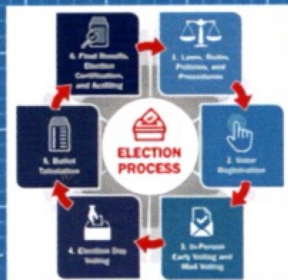 6. Final Results,
Election
Certification,
and Auditing
1. Laws, Rules,
Policies, and
Procedures
ELECTION
PROCESS
5. Ballot
Tabulation
2. Voter
Registration
4. Election Day
Voting
3. In-Person
Early Voting and
Mail Voting